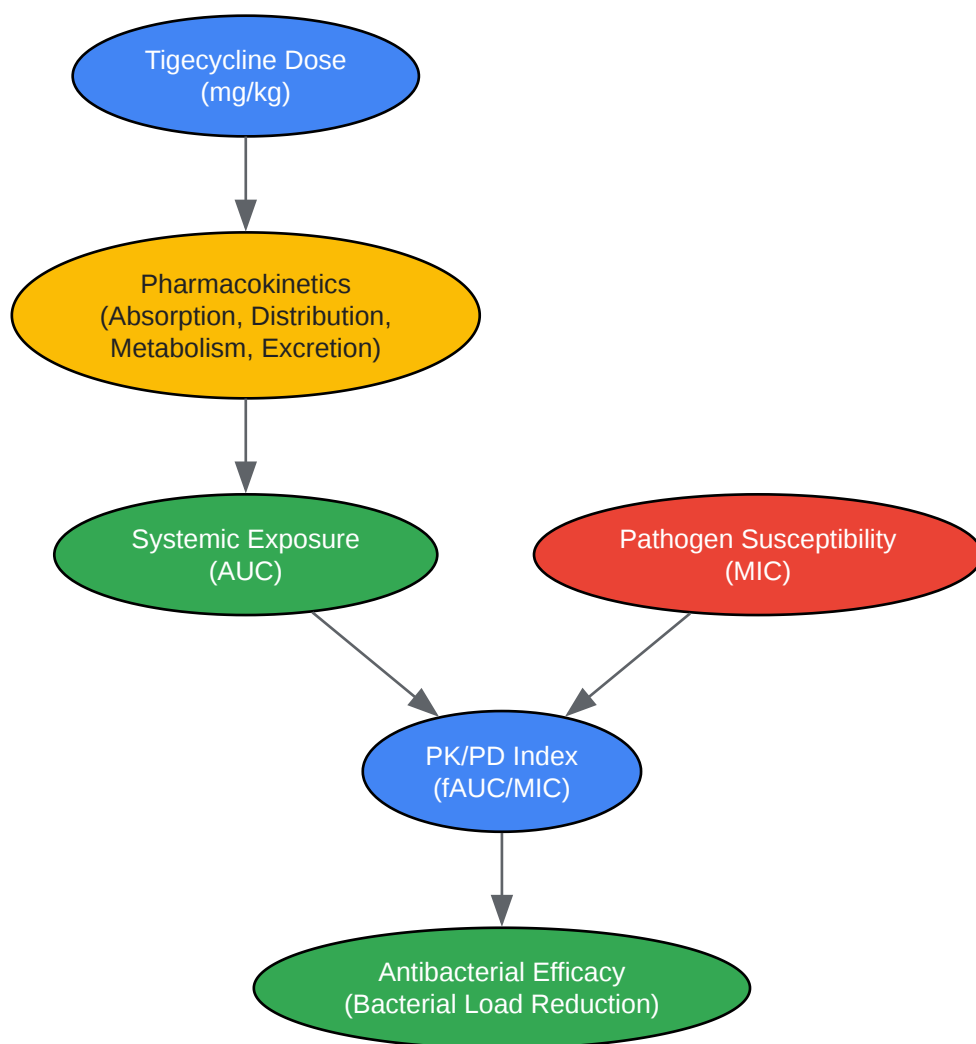 Tigecycline Dose
(mg/kg)
Pharmacokinetics
(Absorption, Distribution,
Metabolism, Excretion)
Systemic Exposure
(AUC)
Pathogen Susceptibility
(MIC)
PK/PD Index
(fAUC/MIC)
Antibacterial Efficacy
(Bacterial Load Reduction)